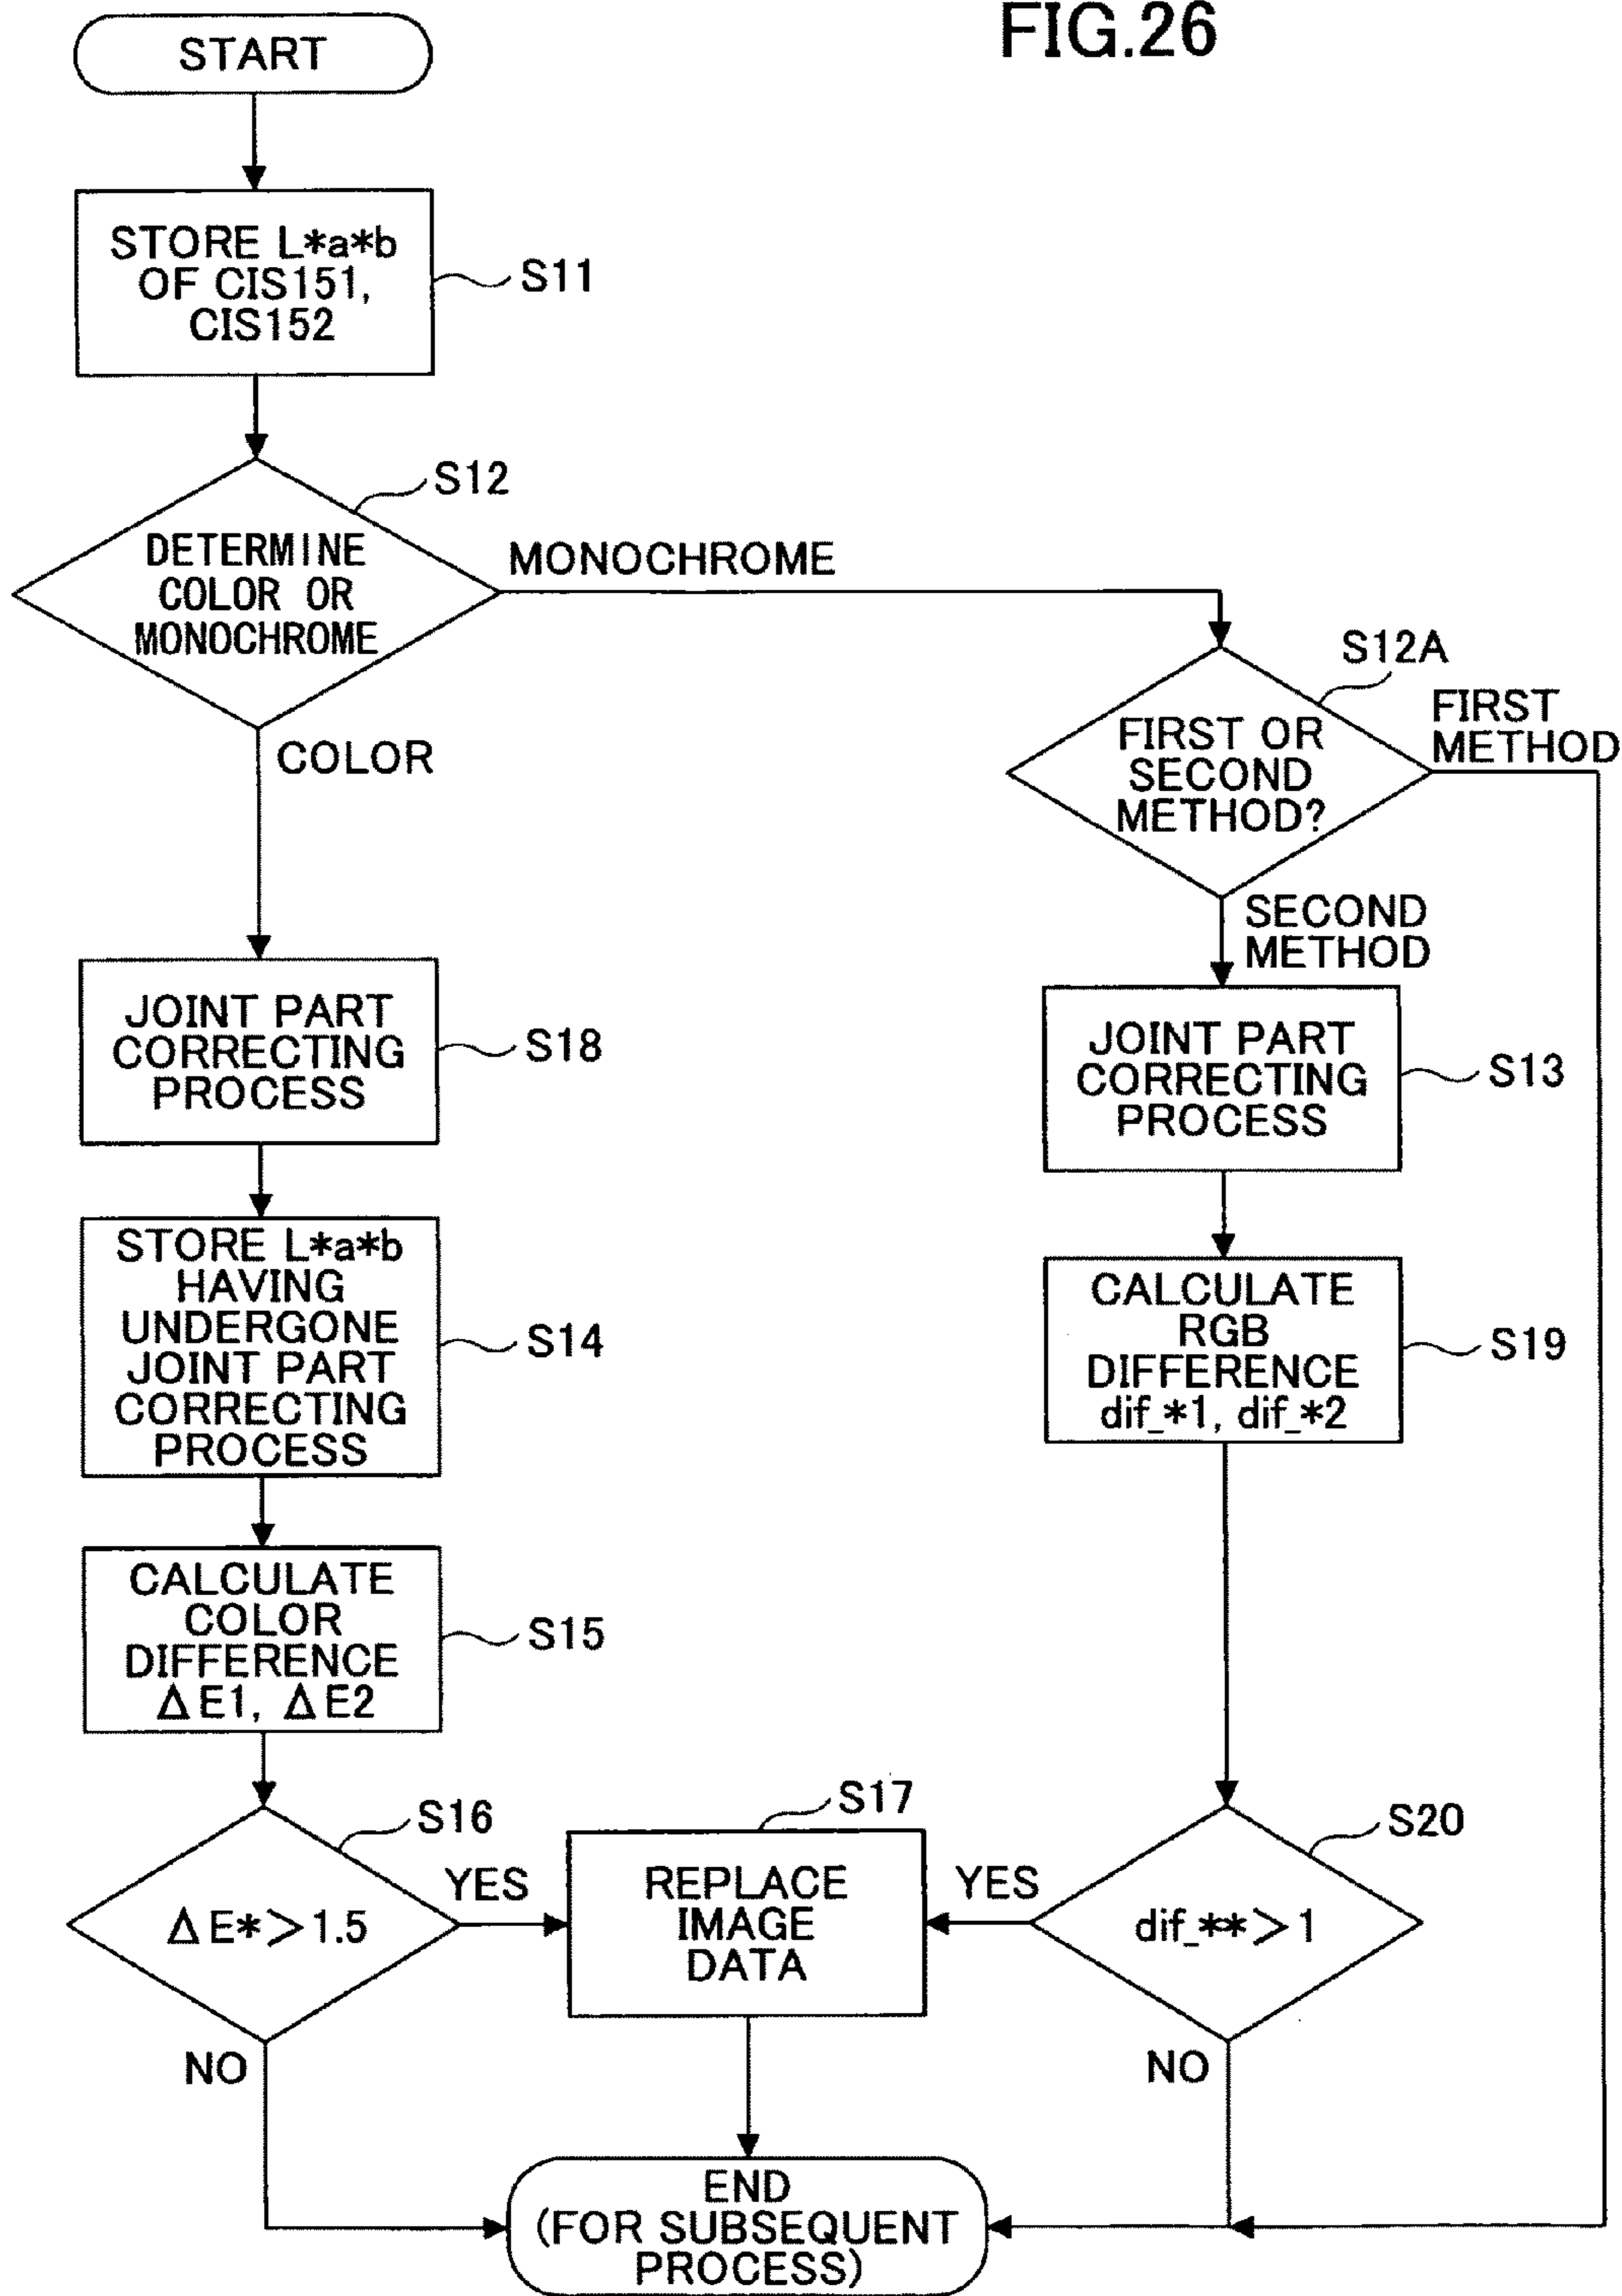 FIG.26
START
STORE L*a*b
OF CIS151,
CIS152
S11
S12
DETERMINE
COLOR OR
MONOCHROME
MONOCHROME
COLOR
S12A
FIRST OR
SECOND
METHOD?
FIRST
METHOD
SECOND
METHOD
JOINT PART
CORRECTING
PROCESS
S18
JOINT PART
CORRECTING
PROCESS
S13
STORE L*a*b
HAVING
UNDERGONE
JOINT PART
CORRECTING
PROCESS
S14
CALCULATE
RGB
DIFFERENCE
dif_*1, dif_*2
S19
CALCULATE
COLOR
DIFFERENCE
ΔE1, ΔE2
S15
S16
ΔE*>1.5
YES
NO
S17
REPLACE
IMAGE
DATA
S20
dif_**>1
YES
NO
END
(FOR SUBSEQUENT
PROCESS)